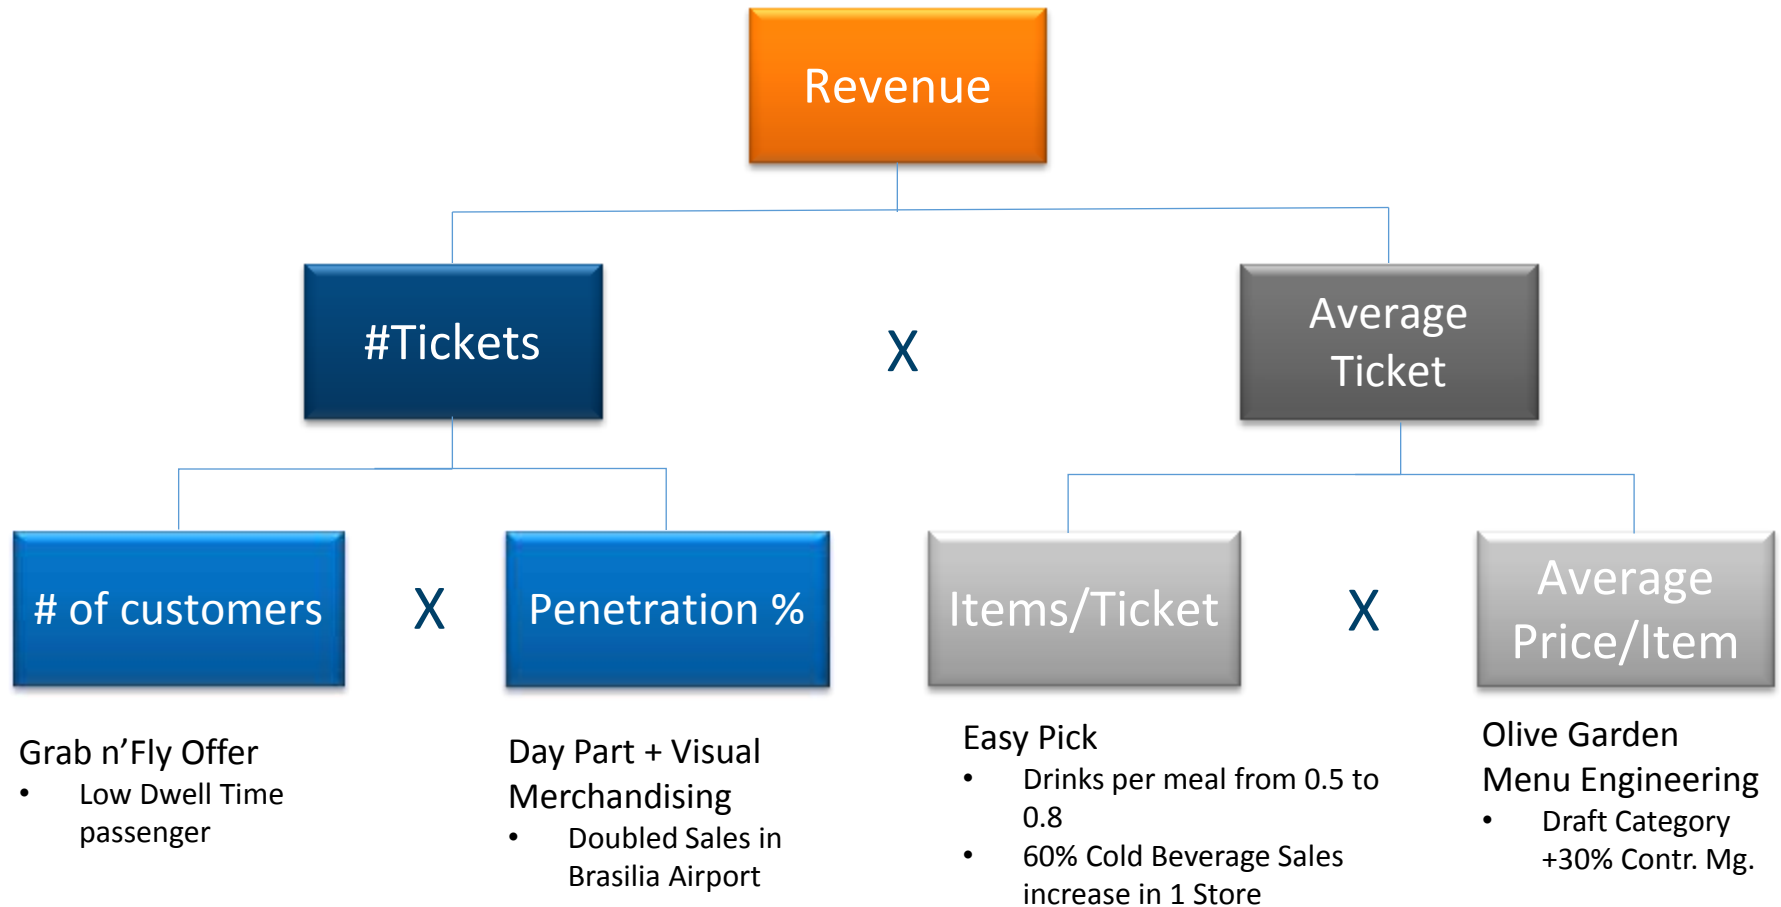 Revenue
#Tickets
X
Average
Ticket
# of customers
X
Penetration %
Items/Ticket
X
Average
Price/Item
Grab n’Fly Offer
• Low Dwell Time
passenger
Day Part + Visual
Merchandising
• Doubled Sales in
Brasilia Airport
Easy Pick
• Drinks per meal from 0.5 to
0.8
• 60% Cold Beverage Sales
increase in 1 Store
Olive Garden
Menu Engineering
• Draft Category
+30% Contr. Mg.